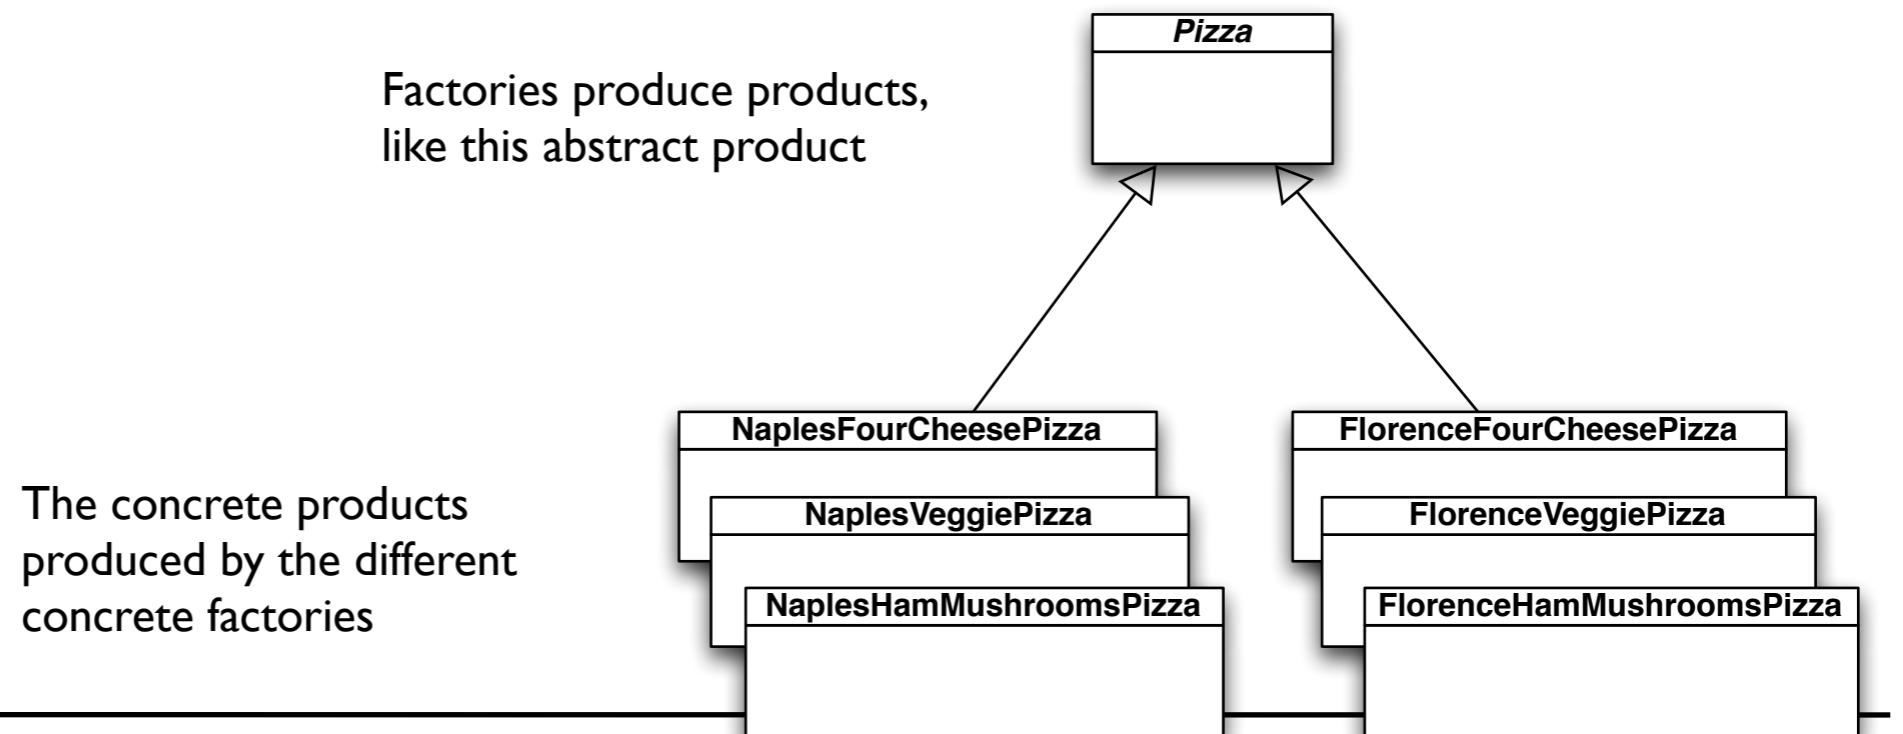 Pizza
Factories produce products,
like this abstract product
NaplesFourCheesePizza
FlorenceFourCheesePizza
The concrete products
produced by the different
concrete factories
NaplesVeggiePizza
FlorenceVeggiePizza
NaplesHamMushroomsPizza
FlorenceHamMushroomsPizza